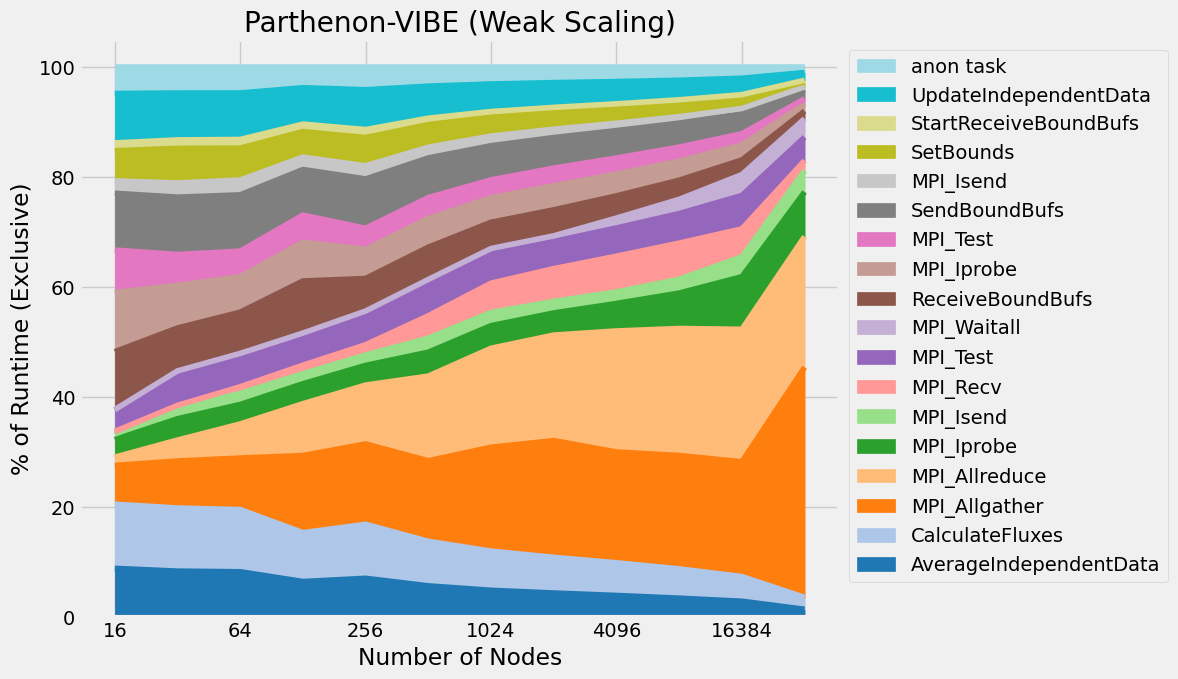 Parthenon-VIBE (Weak Scaling)
% of Runtime (Exclusive)
100
80
60
40
20
0
16 64 256 1024 4096 16384
Number of Nodes
anon task
UpdateIndependentData
StartReceiveBoundBufs
SetBounds
MPI_Isend
SendBoundBufs
MPI_Test
MPI_Iprobe
ReceiveBoundBufs
MPI_Waitall
MPI_Test
MPI_Recv
MPI_Isend
MPI_Iprobe
MPI_Allreduce
MPI_Allgather
CalculateFluxes
AverageIndependentData